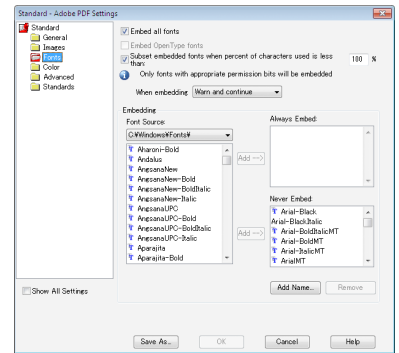 Standard - Adobe PDF Settings
Standard
General
Images
Fonts
Color
Advanced
Standards
Show All Settings
Embed all fonts
Embed OpenType fonts
Subset embedded fonts when percent of characters used is less than:
100 %
Only fonts with appropriate permission bits will be embedded
When embedding Warn and continue
Embedding
Font Source:
C:¥Windows¥Fonts¥
Aharoni-Bold
Andalus
AngsanaNew
AngsanaNew-Bold
AngsanaNew-BoldItalic
AngsanaNew-Italic
AngsanaUPC
AngsanaUPC-Bold
AngsanaUPC-BoldItalic
AngsanaUPC-Italic
Aparajita
Aparajita-Bold
Add -->
Add -->
Always Embed:
Never Embed:
Arial-Black
Arial-BlackItalic
Arial-BoldItalicMT
Arial-BoldMT
Arial-ItalicMT
ArialMT
Add Name...
Remove
Save As...
OK
Cancel
Help